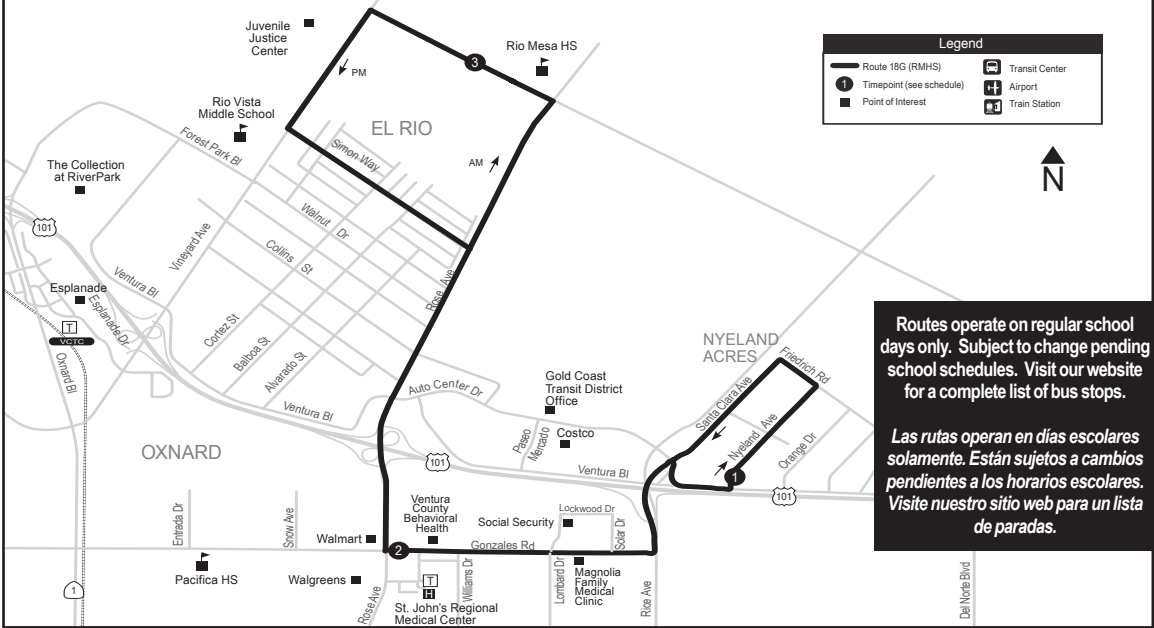 Juvenile
Justice
Center
Rio Mesa HS
3
PM
Rio Vista
Middle School
EL RIO
Forest Park Bl
Simon Way
AM
The Collection
at RiverPark
Walnut Dr
Vineyard Ave
Collins St
101
Ventura Bl
Rose Ave
Esplanade
Esplanade Dr
T
VCTC
Oxnard Bl
Cortez St
Balboa St
Alvarado St
Auto Center Dr
Ventura Bl
OXNARD
101
Gold Coast
Transit District
Office
Paseo
Mercado
Costco
Ventura Bl
NYELAND
ACRES
Santa Clara Ave
Friedrich Rd
Nyeland Ave
Orange Dr
1
101
Entrada Dr
Snow Ave
Walmart
2
Ventura
County
Behavioral
Health
Social Security
Lockwood Dr
Solar Dr
Gonzales Rd
Pacifica HS
Walgreens
Rose Ave
T
H
St. John's Regional
Medical Center
Williams Dr
Lombard Dr
Magnolia
Family
Medical
Clinic
Rice Ave
Del Norte Blvd
1
Legend
Route 18G (RMHS)
1 Timepoint (see schedule)
Point of Interest
Transit Center
Airport
Train Station
N
Routes operate on regular school
days only. Subject to change pending
school schedules. Visit our website
for a complete list of bus stops.
Las rutas operan en días escolares
solamente. Están sujetos a cambios
pendientes a los horarios escolares.
Visite nuestro sitio web para un lista
de paradas.